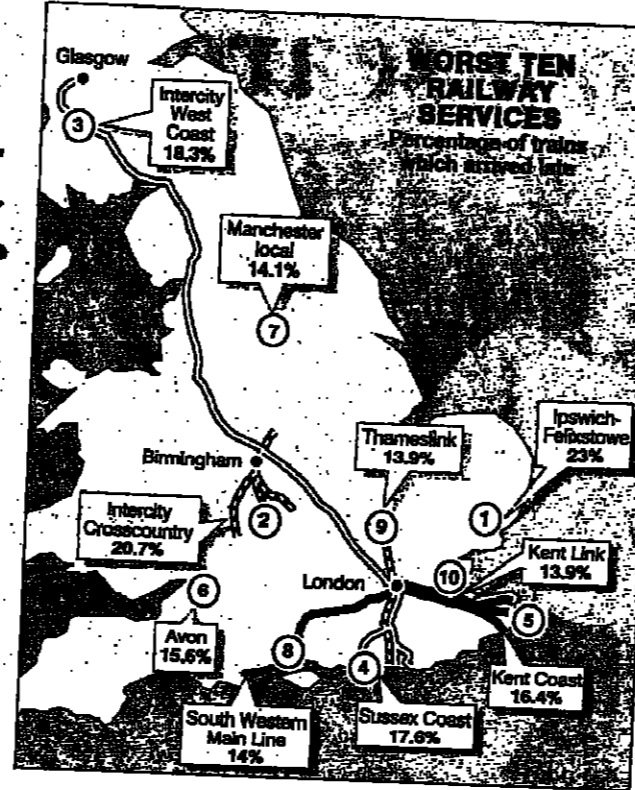 WORST TEN
RAILWAY
SERVICES
Percentage of trains
which arrived late
Glasgow
3
Intercity
West
Coast
18.3%
Manchester
local
14.1%
7
Birmingham
2
Intercity
Crosscountry
20.7%
Thameslink
13.9%
9
Ipswich-
Felixstowe
23%
1
London
10
Kent Link
13.9%
5
Kent Coast
16.4%
6
Avon
15.6%
8
South Western
Main Line
14%
4
Sussex Coast
17.6%